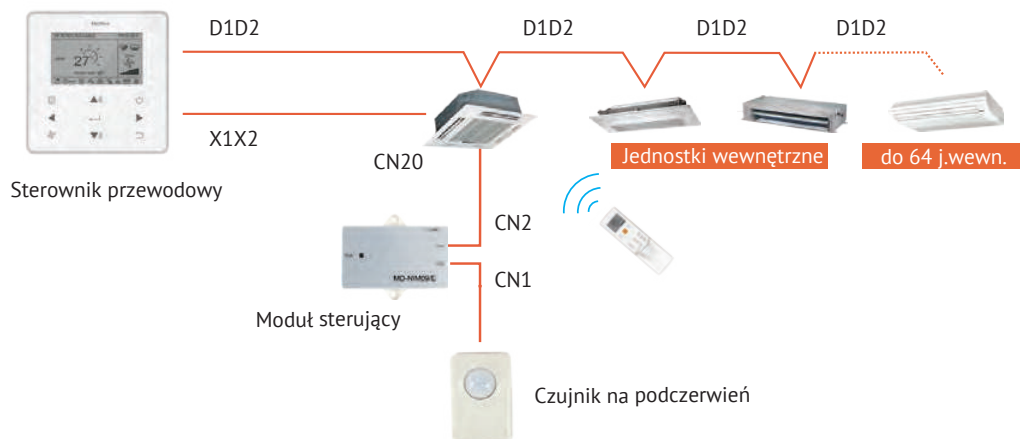 D1D2
D1D2
D1D2
D1D2
27
X1X2
CN20
Jednostki wewnętrzne
do 64 j.wewn.
Sterownik przewodowy
CN2
MD-NIM09/E
CN1
Moduł sterujący
Czujnik na podczerwień